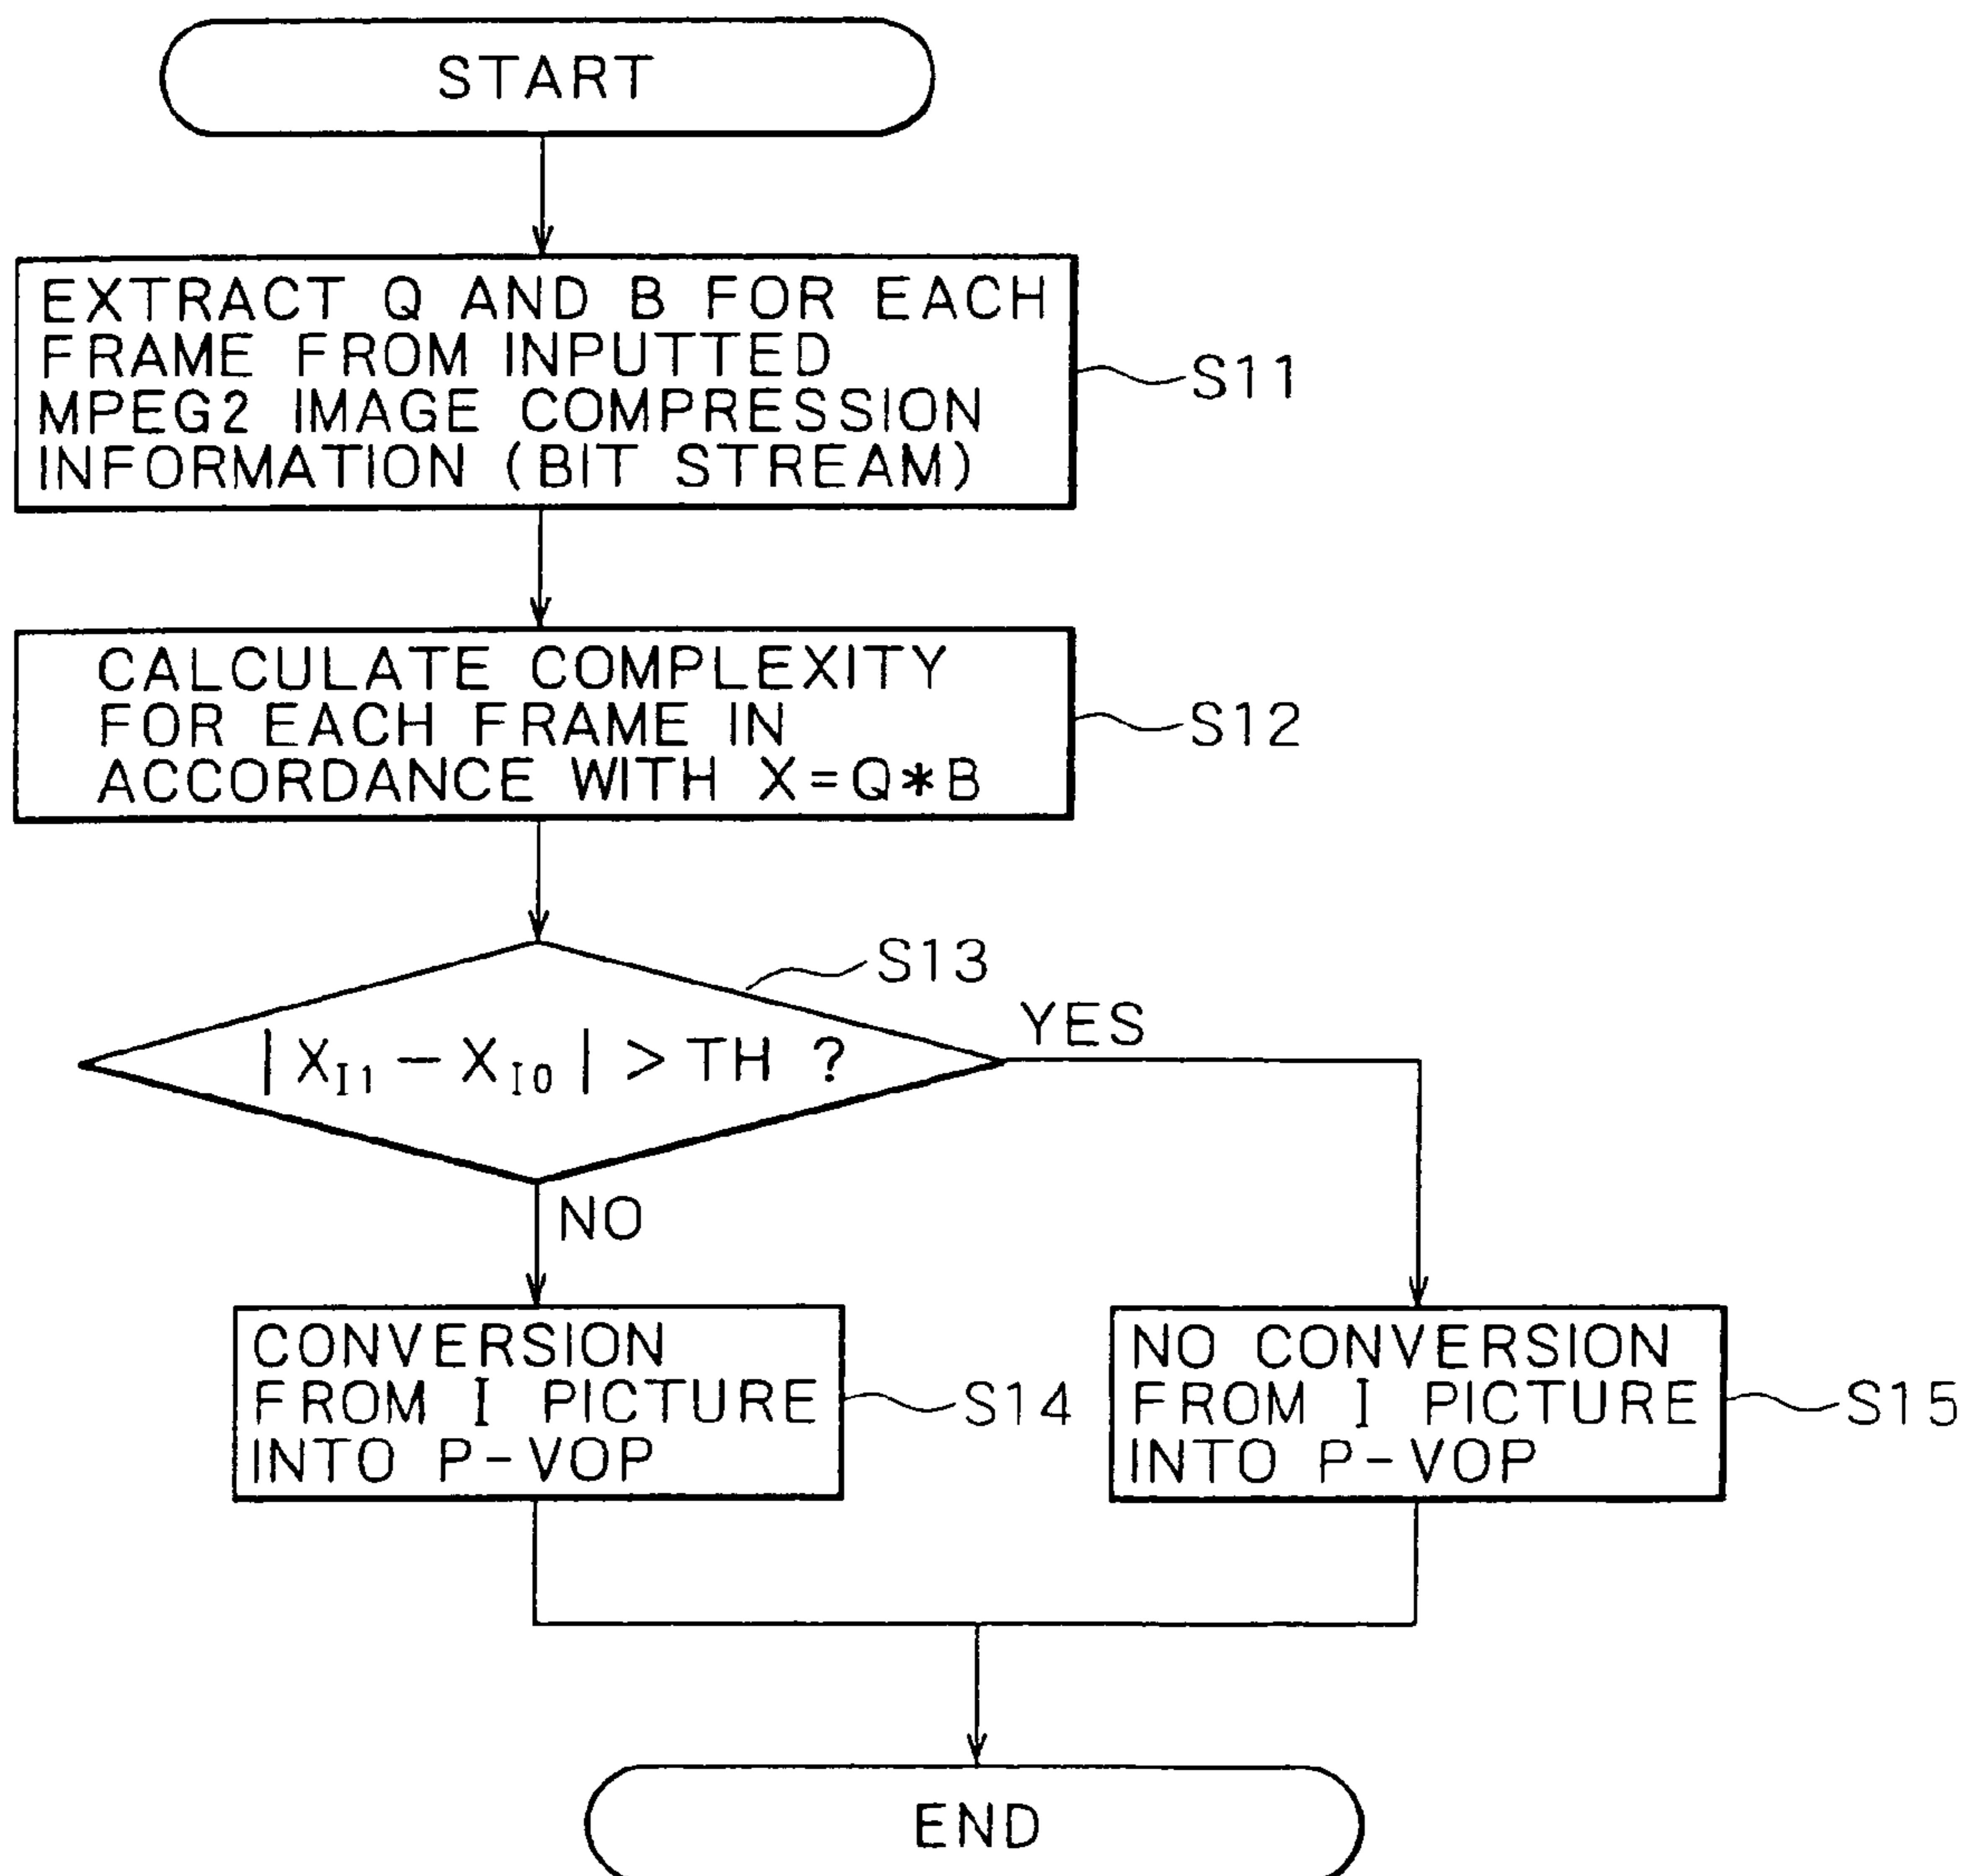 START
EXTRACT Q AND B FOR EACH
FRAME FROM INPUTTED
MPEG2 IMAGE COMPRESSION
INFORMATION (BIT STREAM)
S11
CALCULATE COMPLEXITY
FOR EACH FRAME IN
ACCORDANCE WITH X=Q*B
S12
S13
|X_I1 − X_I0| > TH ?
YES
NO
CONVERSION
FROM I PICTURE
INTO P-VOP
S14
NO CONVERSION
FROM I PICTURE
INTO P-VOP
S15
END